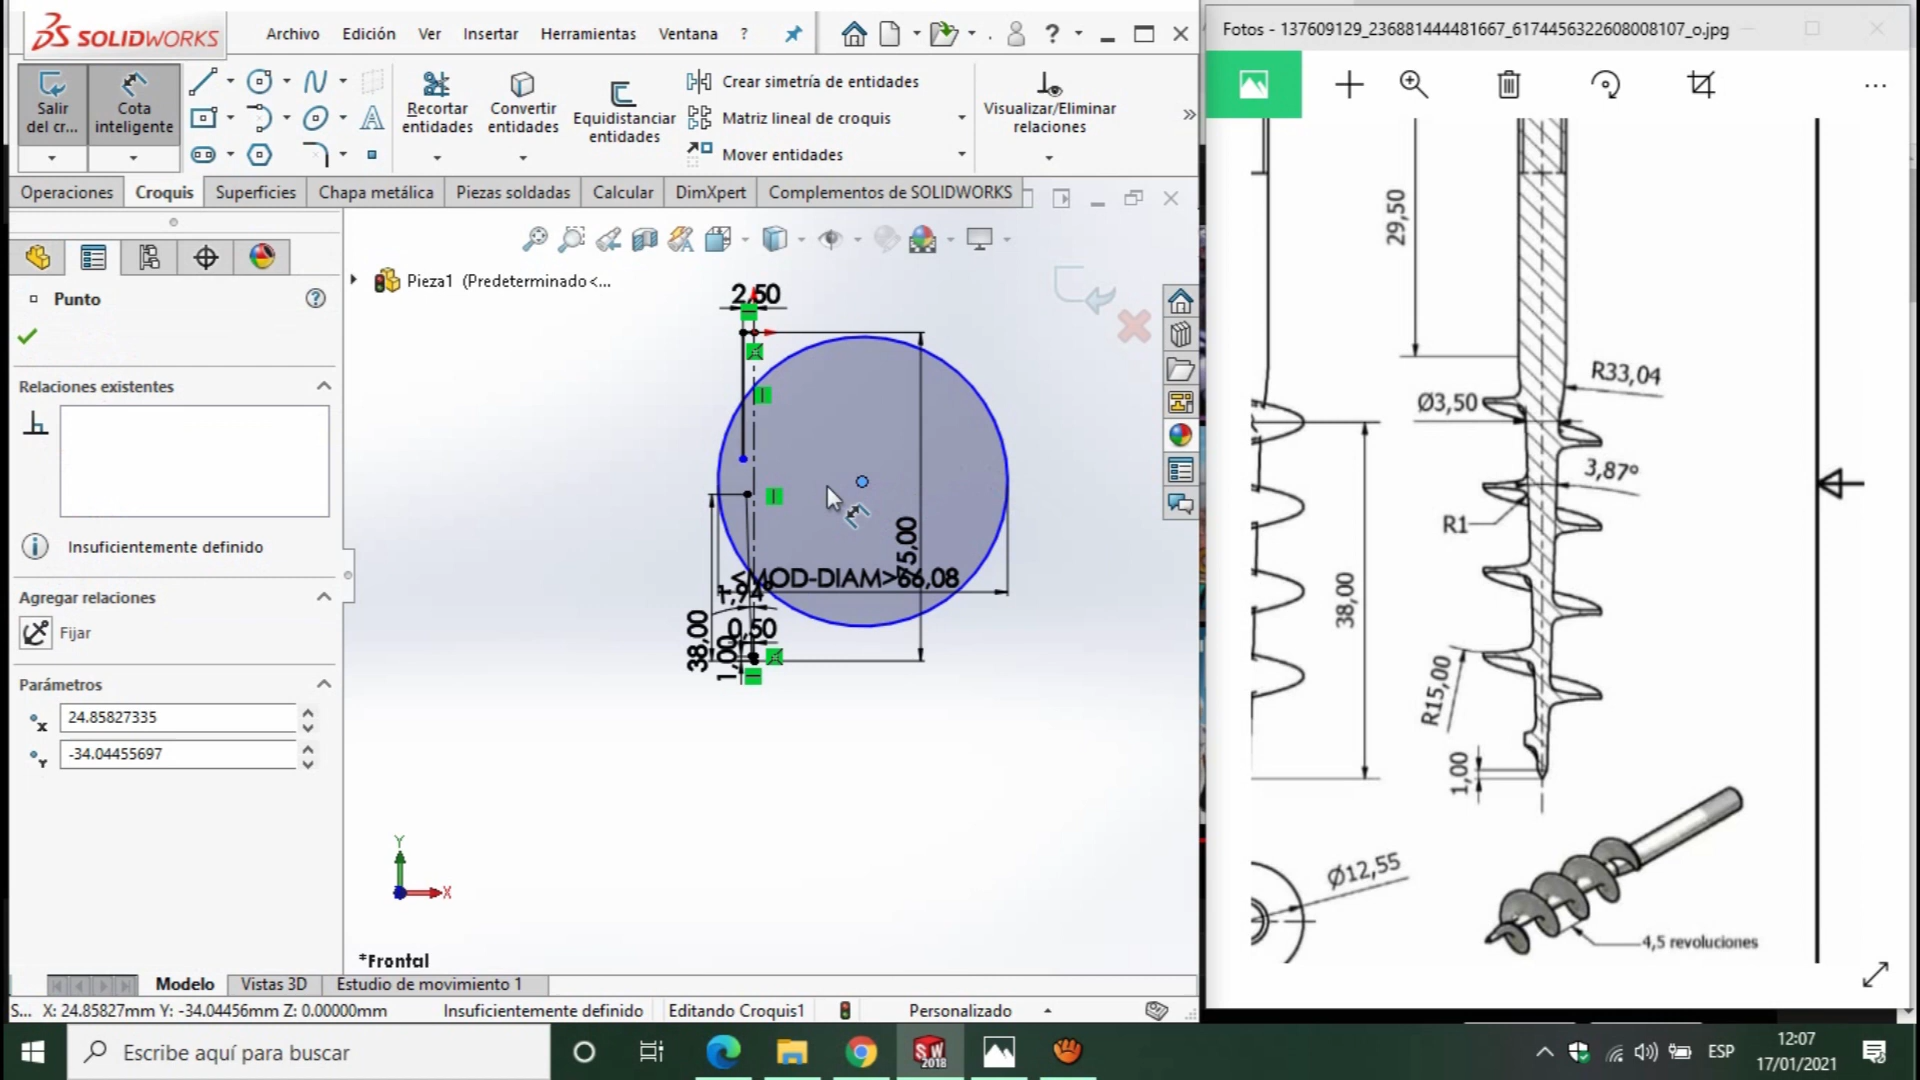 SOLIDWORKS
Archivo
Edición
Ver
Insertar
Herramientas
Ventana
?
Fotos - 137609129_236881444481667_6174456322608008107_o.jpg
Salir del cr...
Cota inteligente
Recortar entidades
Convertir entidades
Equidistanciar entidades
Crear simetría de entidades
Matriz lineal de croquis
Mover entidades
Visualizar/Eliminar relaciones
Operaciones
Croquis
Superficies
Chapa metálica
Piezas soldadas
Calcular
DimXpert
Complementos de SOLIDWORKS
Punto
Pieza1 (Predeterminado<...
Relaciones existentes
Insuficientemente definido
Agregar relaciones
Fijar
Parámetros
X
24.85827335
Y
-34.04455697
2,50
75,00
<MOD-DIAM>66,08
1,94°
0,50
38,00
1,00
Y
X
*Frontal
29,50
R33,04
Ø3,50
3,87°
R1
38,00
R15,00
1,00
Ø12,55
4,5 revoluciones
Modelo
Vistas 3D
Estudio de movimiento 1
S... X: 24.85827mm Y: -34.04456mm Z: 0.00000mm
Insuficientemente definido
Editando Croquis1
Personalizado
Escribe aquí para buscar
SW
2018
ESP
12:07
17/01/2021